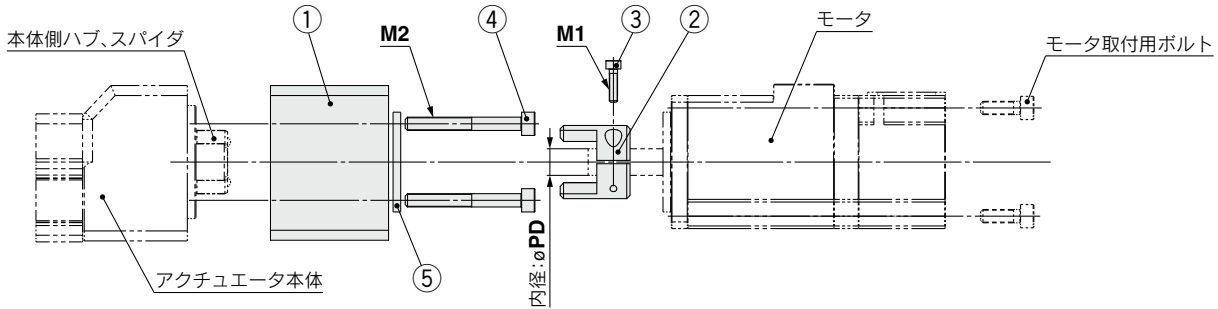 ①
④
②
③
モータ
本体側ハブ、スパイダ
M2
M1
モータ取付用ボルト
アクチュエータ本体
⑤
内径:øPD